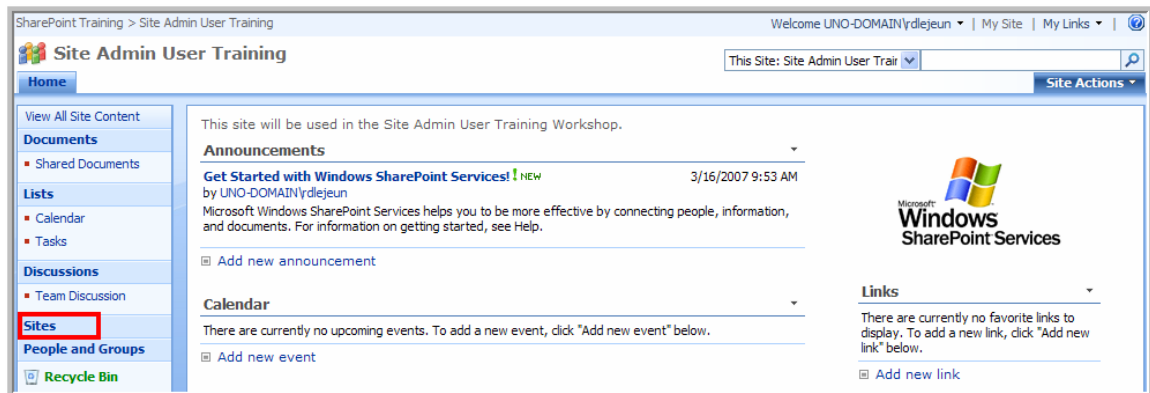 SharePoint Training > Site Admin User Training
Welcome UNO-DOMAIN\rdlejeun | My Site | My Links |
Site Admin User Training
This Site: Site Admin User Trair
Home
Site Actions
View All Site Content
Documents
Shared Documents
Lists
Calendar
Tasks
Discussions
Team Discussion
Sites
People and Groups
Recycle Bin
This site will be used in the Site Admin User Training Workshop.
Announcements
Get Started with Windows SharePoint Services! ! NEW
3/16/2007 9:53 AM
by UNO-DOMAIN\rdlejeun
Microsoft Windows SharePoint Services helps you to be more effective by connecting people, information,
and documents. For information on getting started, see Help.
Add new announcement
Calendar
There are currently no upcoming events. To add a new event, click "Add new event" below.
Add new event
Microsoft
Windows
SharePoint Services
Links
There are currently no favorite links to
display. To add a new link, click "Add new
link" below.
Add new link